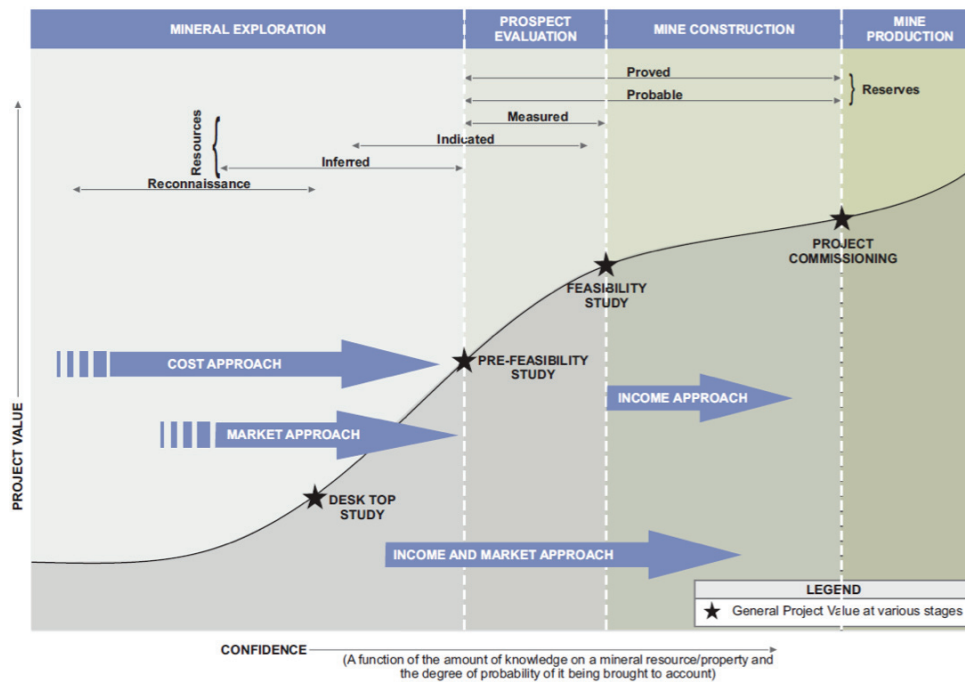 MINERAL EXPLORATION
PROSPECT
EVALUATION
MINE CONSTRUCTION
MINE
PRODUCTION
Proved
Probable
Reserves
Measured
Indicated
Resources
Inferred
Reconnaissance
PROJECT
COMMISSIONING
FEASIBILITY
STUDY
COST APPROACH
PRE-FEASIBILITY
STUDY
INCOME APPROACH
MARKET APPROACH
PROJECT VALUE
DESK TOP
STUDY
INCOME AND MARKET APPROACH
LEGEND
General Project Value at various stages
CONFIDENCE
(A function of the amount of knowledge on a mineral resource/property and
the degree of probability of it being brought to account)